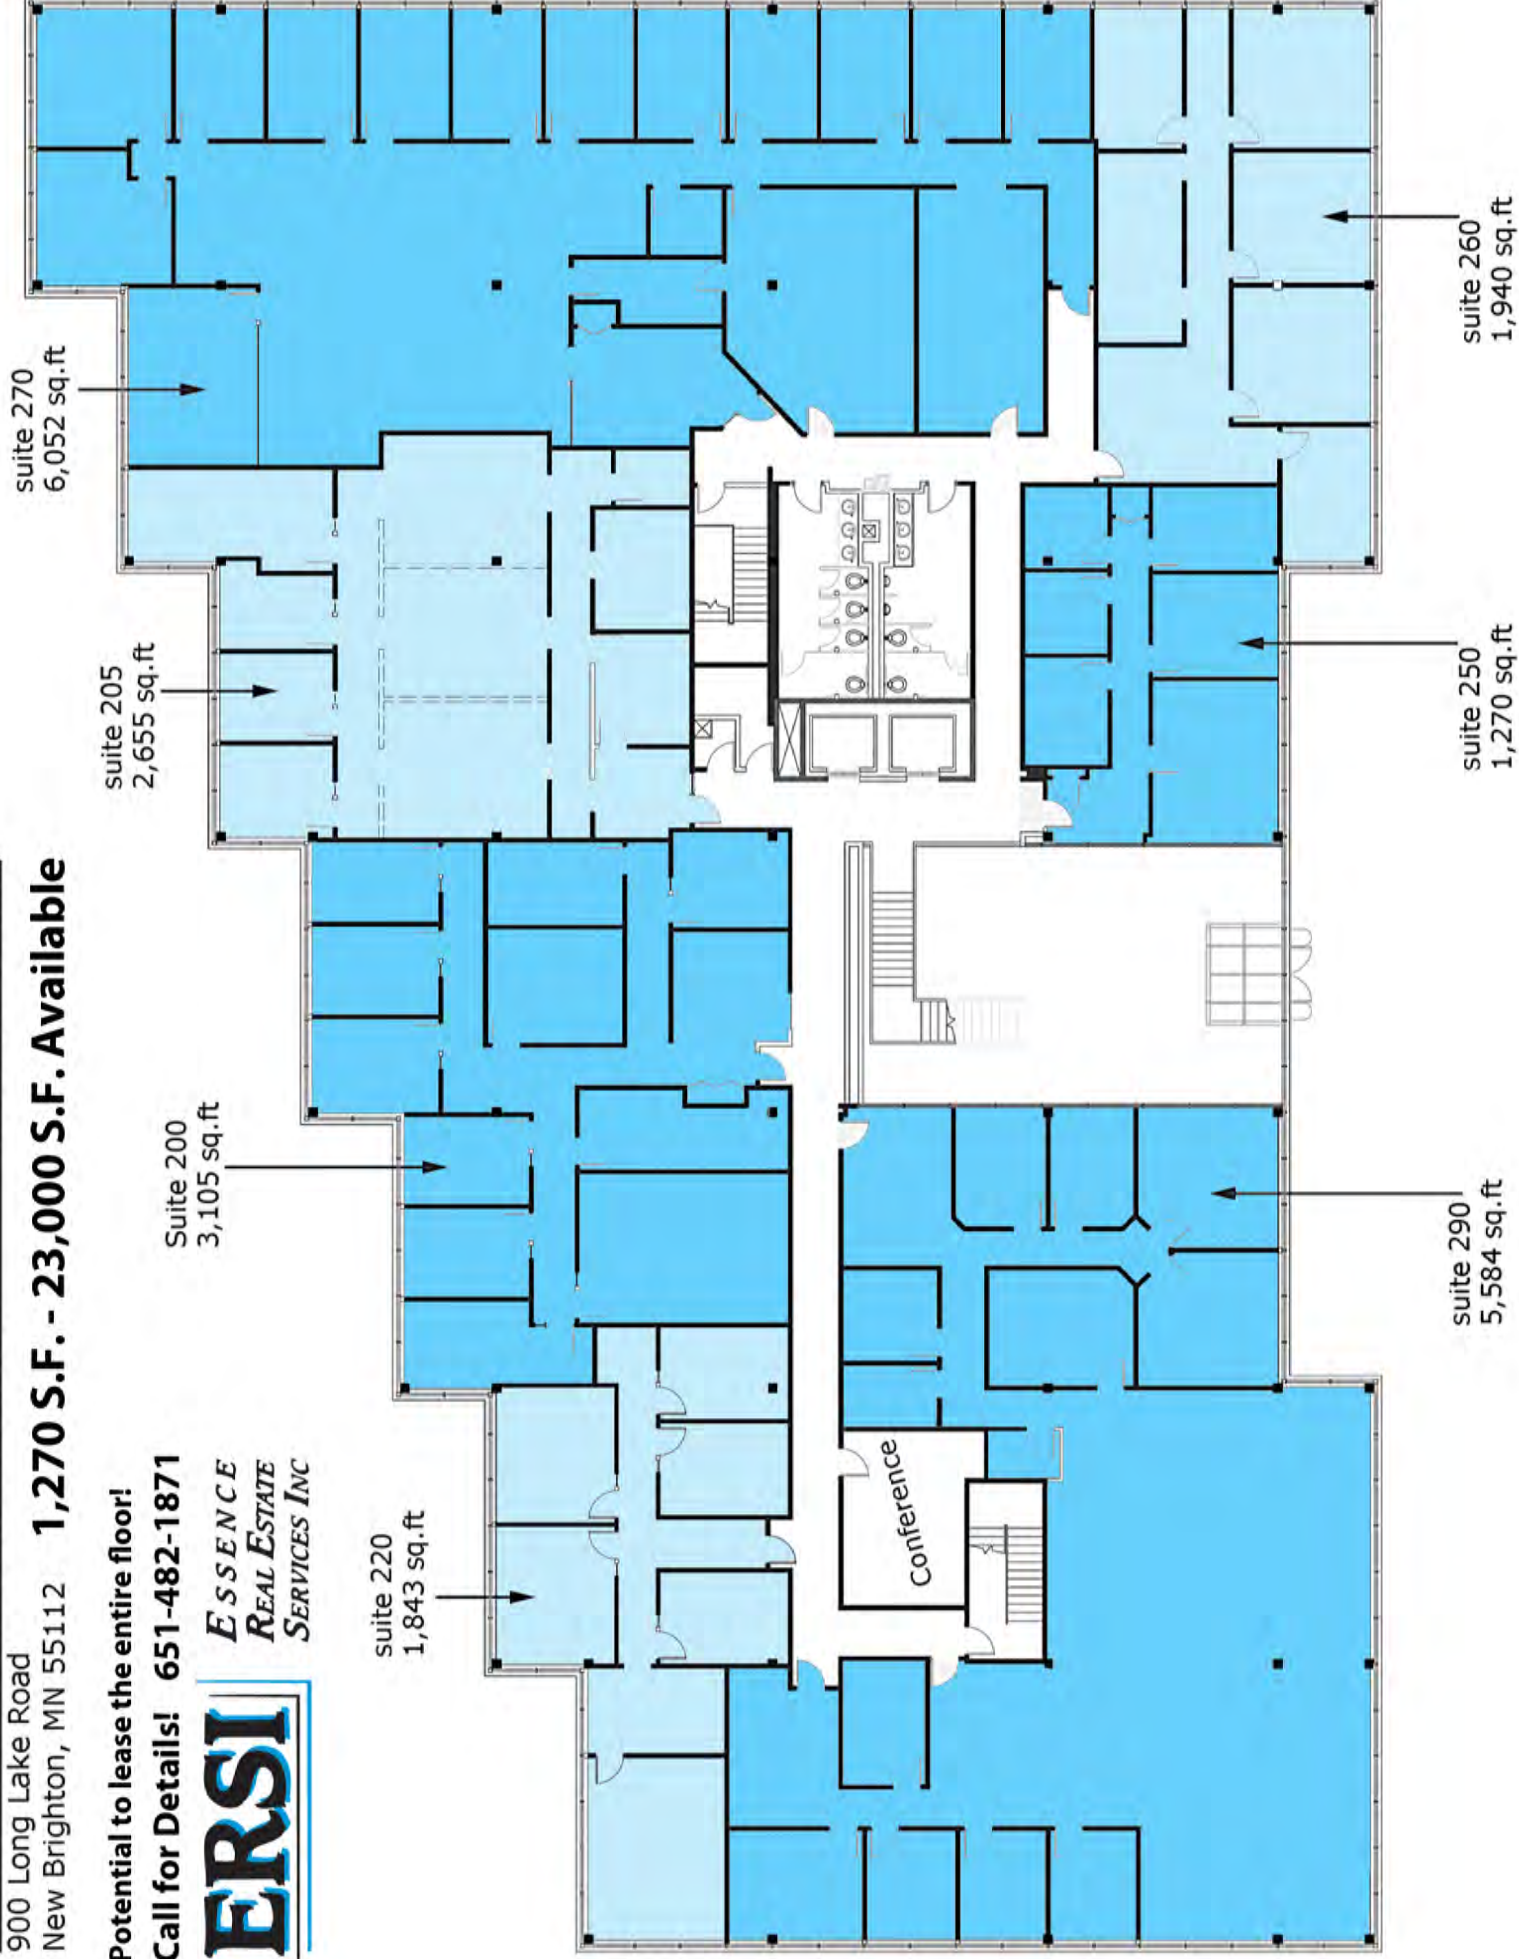 900 Long Lake Road
New Brighton, MN 55112
1,270 S.F. - 23,000 S.F. Available
Potential to lease the entire floor!
Call for Details! 651-482-1871
ERSI
ESSENCE
REAL ESTATE
SERVICES INC
suite 220
1,843 sq.ft
Suite 200
3,105 sq.ft
suite 205
2,655 sq.ft
suite 270
6,052 sq.ft
Conference
suite 290
5,584 sq.ft
suite 250
1,270 sq.ft
suite 260
1,940 sq.ft